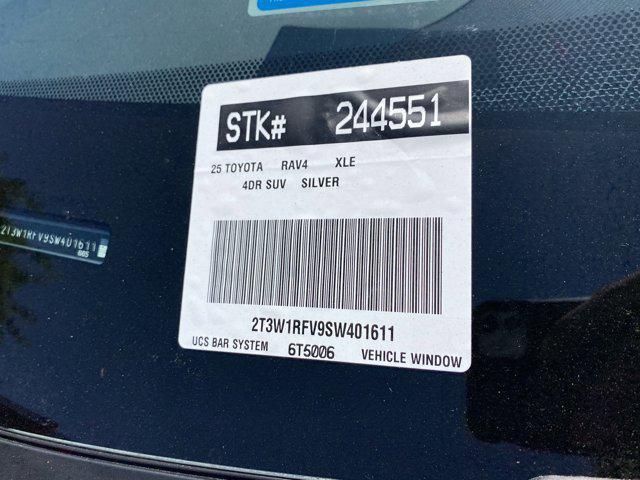 STK# 244551
25 TOYOTA RAV4 XLE
4DR SUV SILVER
2T3W1RFV9SW401611
UCS BAR SYSTEM 6T5006 VEHICLE WINDOW
2T3W1RFV9SW401611